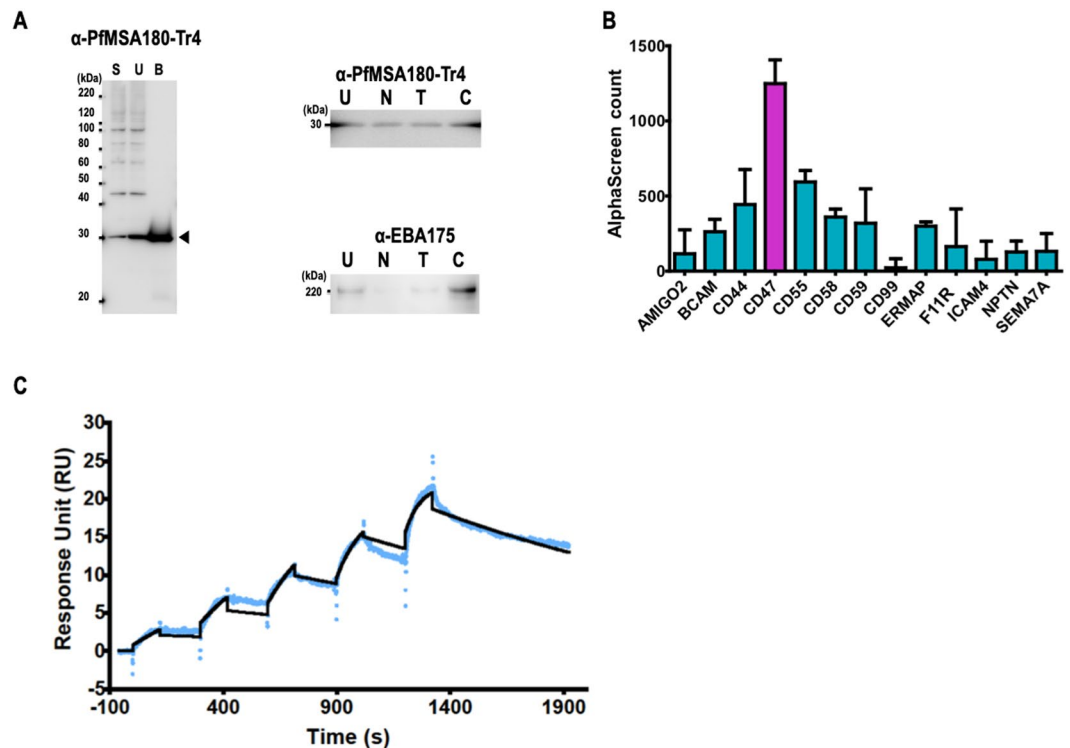 A
α-PfMSA180-Tr4
S U B
(kDa)
220
120
100
80
60
40
30
20
α-PfMSA180-Tr4
U N T C
(kDa)
30
α-EBA175
U N T C
(kDa)
220
B
AlphaScreen count
1500
1000
500
0
AMIGO2
BCAM
CD44
CD47
CD55
CD58
CD59
CD99
ERMAP
F11R
ICAM4
NPTN
SEMA7A
C
Response Unit (RU)
30
25
20
15
10
5
0
-5
-100 400 900 1400 1900
Time (s)